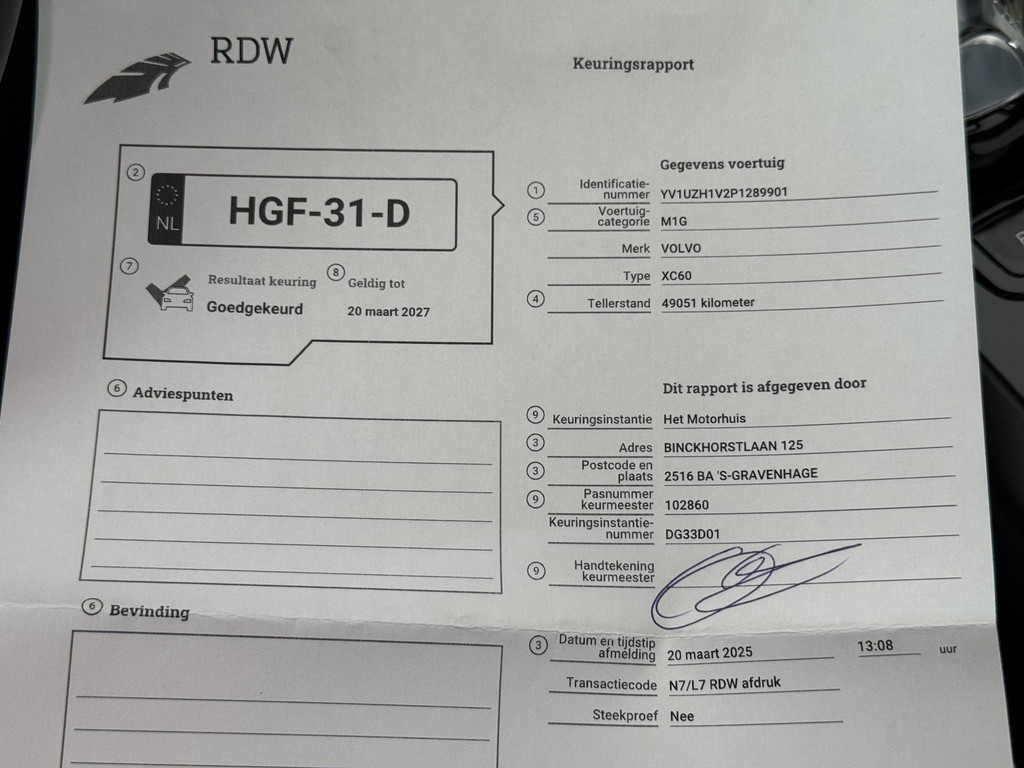 RDW
Keuringsrapport
2
NL
HGF-31-D
7
Resultaat keuring
Goedgekeurd
8
Geldig tot
20 maart 2027
Gegevens voertuig
1 Identificatie-
nummer YV1UZH1V2P1289901
5 Voertuig-
categorie M1G
Merk VOLVO
Type XC60
4 Tellerstand 49051 kilometer
6 Adviespunten
Dit rapport is afgegeven door
9 Keuringsinstantie Het Motorhuis
3 Adres BINCKHORSTLAAN 125
3 Postcode en
plaats 2516 BA 'S-GRAVENHAGE
9 Pasnummer
keurmeester 102860
Keuringsinstantie-
nummer DG33D01
9 Handtekening
keurmeester
6 Bevinding
3 Datum en tijdstip
afmelding 20 maart 2025 13:08 uur
Transactiecode N7/L7 RDW afdruk
Steekproef Nee